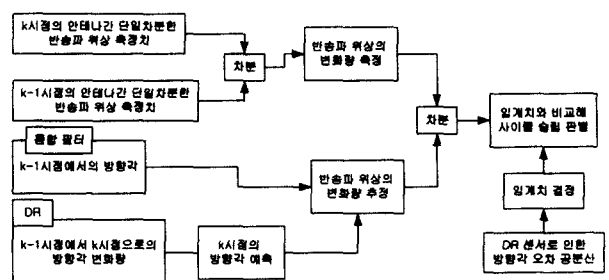 k시점의 안테나간 단일차분한
반송파 위상 측정치
k-1시점의 안테나간 단일차분한
반송파 위상 측정치
차분
반송파 위상의
변화량 측정
통합 필터
k-1시점에서의 방향각
DR
k-1시점에서 k시점으로의
방향각 변화량
k시점의
방향각 예측
반송파 위상의
변화량 추정
차분
임계치와 비교해
사이클 슬립 판별
임계치 결정
DR 센서로 인한
방향각 오차 공분산